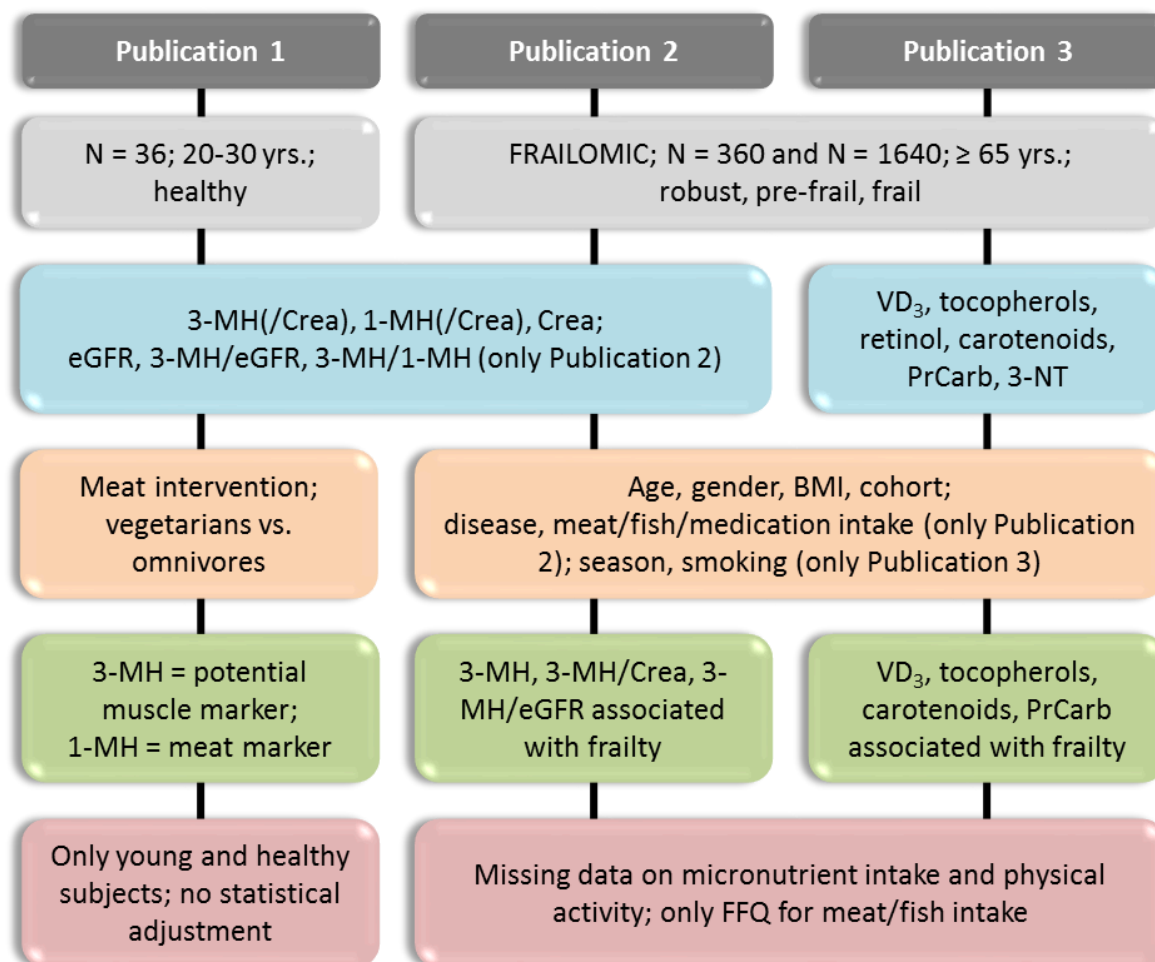 Publication 1
Publication 2
Publication 3
N = 36; 20-30 yrs.;
healthy
FRAILOMIC; N = 360 and N = 1640; ≥ 65 yrs.;
robust, pre-frail, frail
3-MH(/Crea), 1-MH(/Crea), Crea;
eGFR, 3-MH/eGFR, 3-MH/1-MH (only Publication 2)
VD₃, tocopherols,
retinol, carotenoids,
PrCarb, 3-NT
Meat intervention;
vegetarians vs.
omnivores
Age, gender, BMI, cohort;
disease, meat/fish/medication intake (only Publication
2); season, smoking (only Publication 3)
3-MH = potential
muscle marker;
1-MH = meat marker
3-MH, 3-MH/Crea, 3-
MH/eGFR associated
with frailty
VD₃, tocopherols,
carotenoids, PrCarb
associated with frailty
Only young and healthy
subjects; no statistical
adjustment
Missing data on micronutrient intake and physical
activity; only FFQ for meat/fish intake